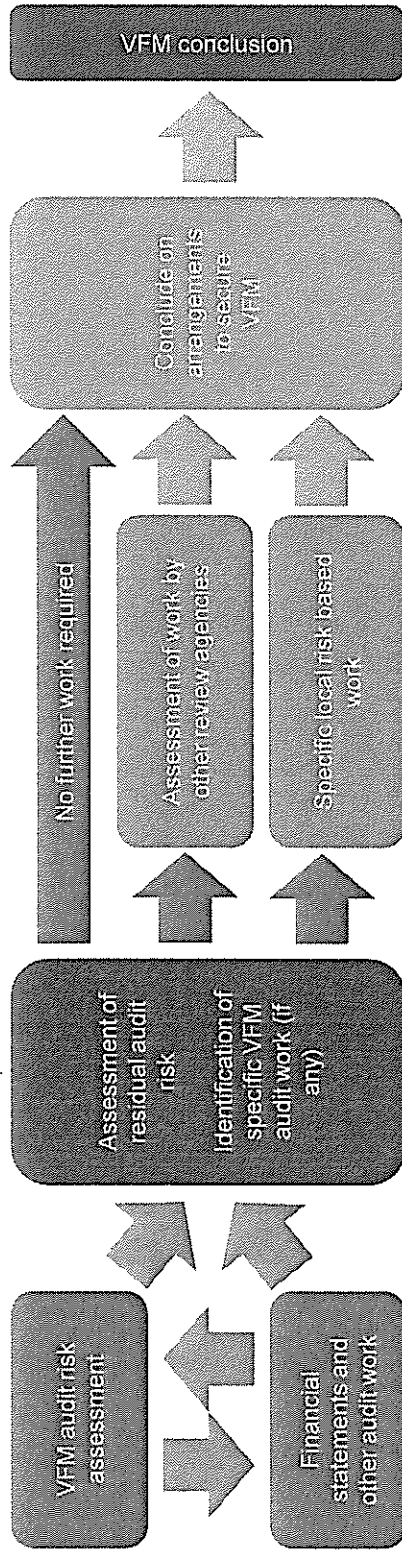 VFM audit risk
assessment
Financial
statements and
other audit work
Assessment of
residual audit
risk
Identification of
specific VFM
audit work (if
any)
No further work required
Assessment of work by
other review agencies
Specific local risk based
work
Conclude on
arrangements
to secure
VFM
VFM conclusion